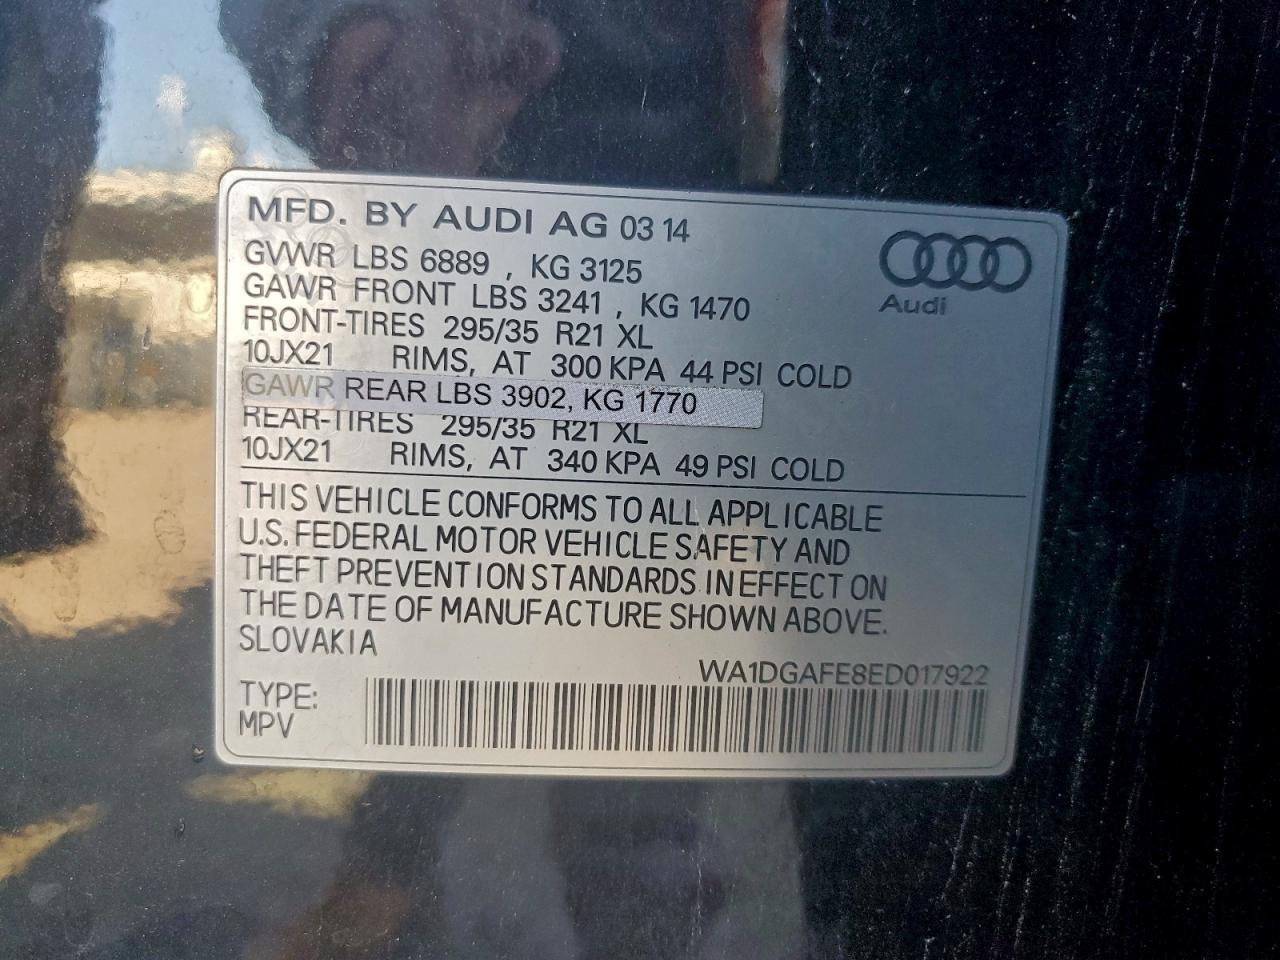 MFD. BY AUDI AG 03 14
GVWR LBS 6889 , KG 3125
GAWR FRONT LBS 3241 , KG 1470
FRONT-TIRES 295/35 R21 XL
10JX21 RIMS, AT 300 KPA 44 PSI COLD
GAWR REAR LBS 3902, KG 1770
REAR-TIRES 295/35 R21 XL
10JX21 RIMS, AT 340 KPA 49 PSI COLD
Audi
THIS VEHICLE CONFORMS TO ALL APPLICABLE
U.S. FEDERAL MOTOR VEHICLE SAFETY AND
THEFT PREVENTION STANDARDS IN EFFECT ON
THE DATE OF MANUFACTURE SHOWN ABOVE.
SLOVAKIA
WA1DGAFE8ED017922
TYPE:
MPV